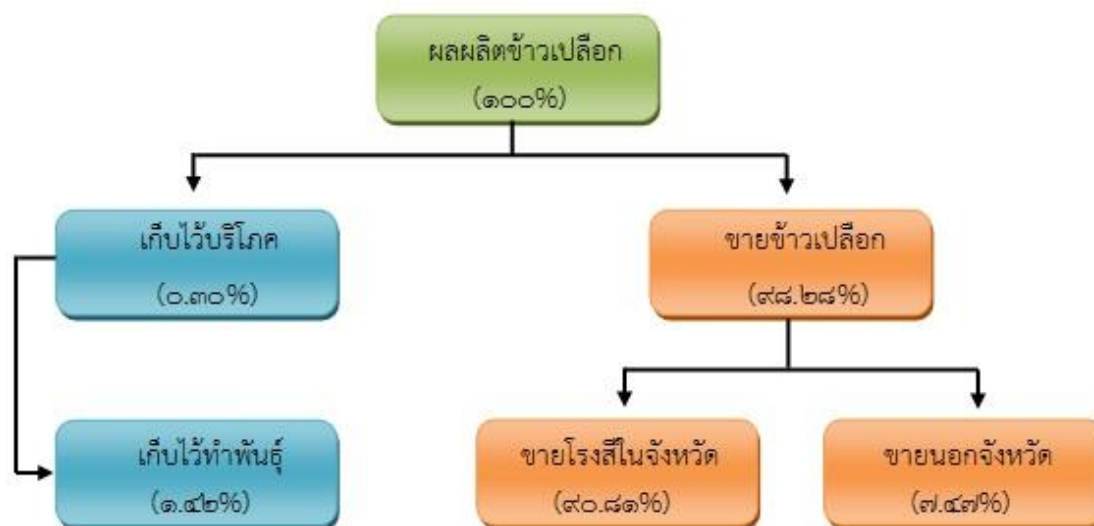 ผลผลิตข้าวเปลือก
(๑๐๐%)
เก็บไว้บริโภค
(๐.๓๐%)
ขายข้าวเปลือก
(๙๘.๒๘%)
เก็บไว้ทำพันธุ์
(๑.๔๒%)
ขายโรงสีในจังหวัด
(๙๐.๘๑%)
ขายนอกจังหวัด
(๗.๔๗%)